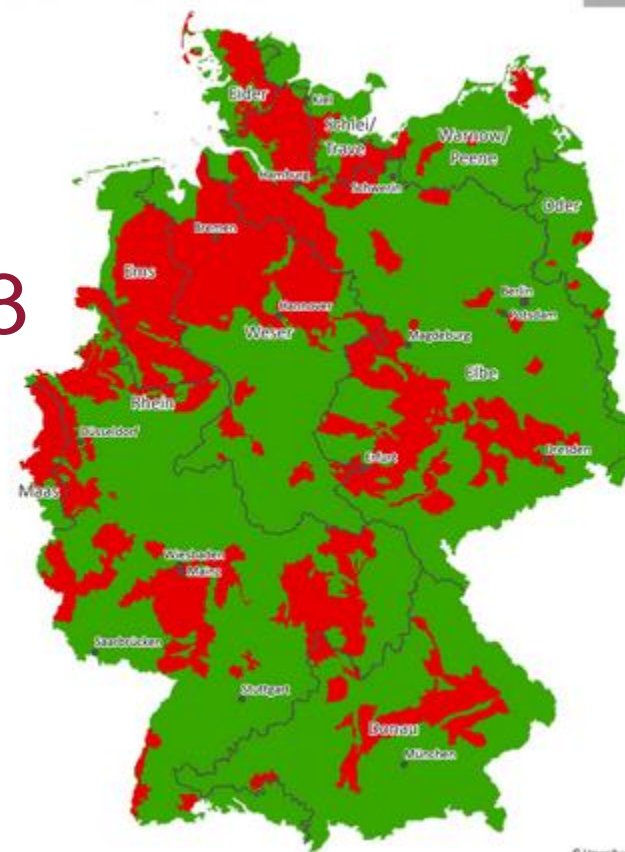 Eider
Kiel
Schlei/
Trave
Warnow/
Peene
Hamburg
Schwerin
Oder
Bremen
Ems
3
Berlin
Hannover
Potsdam
Weser
Magdeburg
Elbe
Rhein
Düsseldorf
Dresden
Erfurt
Maas
Wiesbaden
Mainz
Saarbrücken
Stuttgart
Donau
München